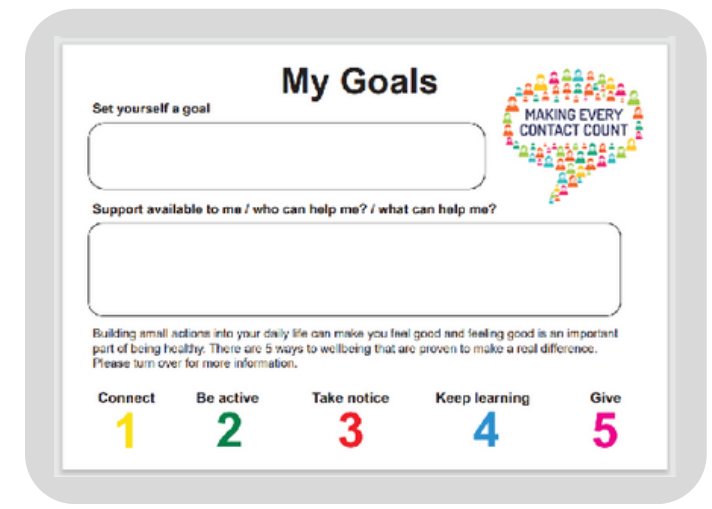 My Goals
Set yourself a goal
MAKING EVERY
CONTACT COUNT
Support available to me / who can help me? / what can help me?
Building small actions into your daily life can make you feel good and feeling good is an important
part of being healthy. There are 5 ways to wellbeing that are proven to make a real difference.
Please turn over for more information.
Connect Be active Take notice Keep learning Give
1 2 3 4 5